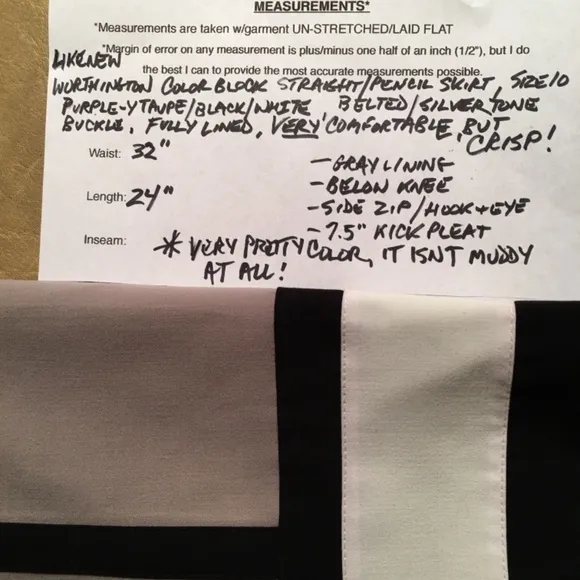 MEASUREMENTS*
*Measurements are taken w/garment UN-STRETCHED/LAID FLAT
*Margin of error on any measurement is plus/minus one half of an inch (1/2"), but I do
the best I can to provide the most accurate measurements possible.
LIKE NEW
WORTHINGTON COLOR BLOCK STRAIGHT/PENCIL SKIRT, SIZE 10
PURPLE-Y TAUPE/BLACK/WHITE BELTED/SILVER TONE
BUCKLE, FULLY LINED, VERY COMFORTABLE, BUT
CRISP!
Waist: 32"
- GRAY LINING
- BELOW KNEE
Length: 24"
- SIDE ZIP/HOOK + EYE
- 7.5" KICK PLEAT
Inseam:
* VERY PRETTY COLOR, IT ISNT MUDDY
AT ALL!